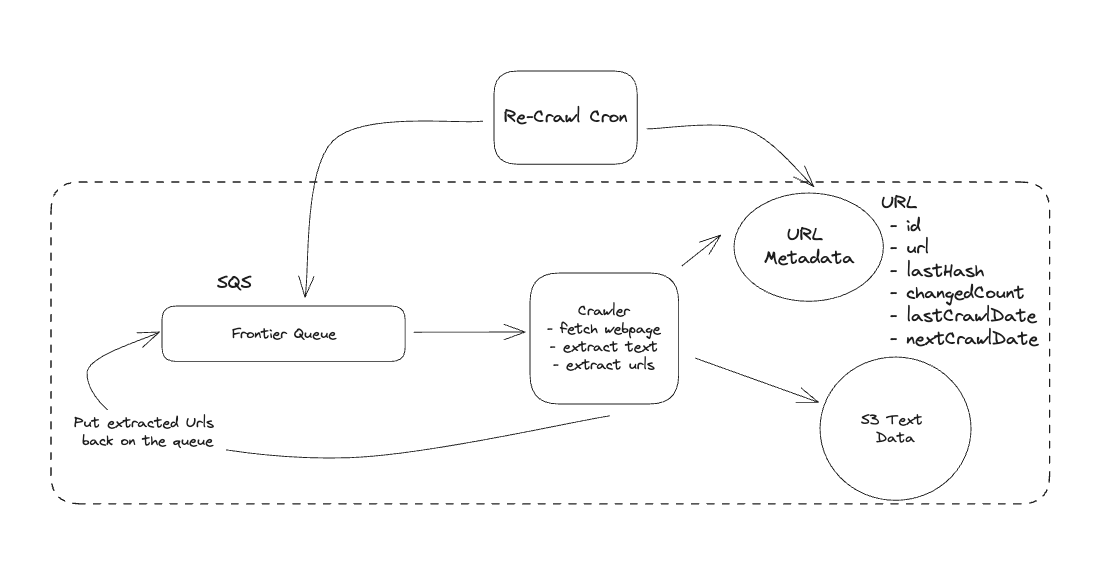 Re-Crawl Cron
URL
- id
- url
- lastHash
- changedCount
- lastCrawlDate
- nextCrawlDate
URL
Metadata
SQS
Frontier Queue
Crawler
- fetch webpage
- extract text
- extract urls
Put extracted Urls
back on the queue
S3 Text
Data